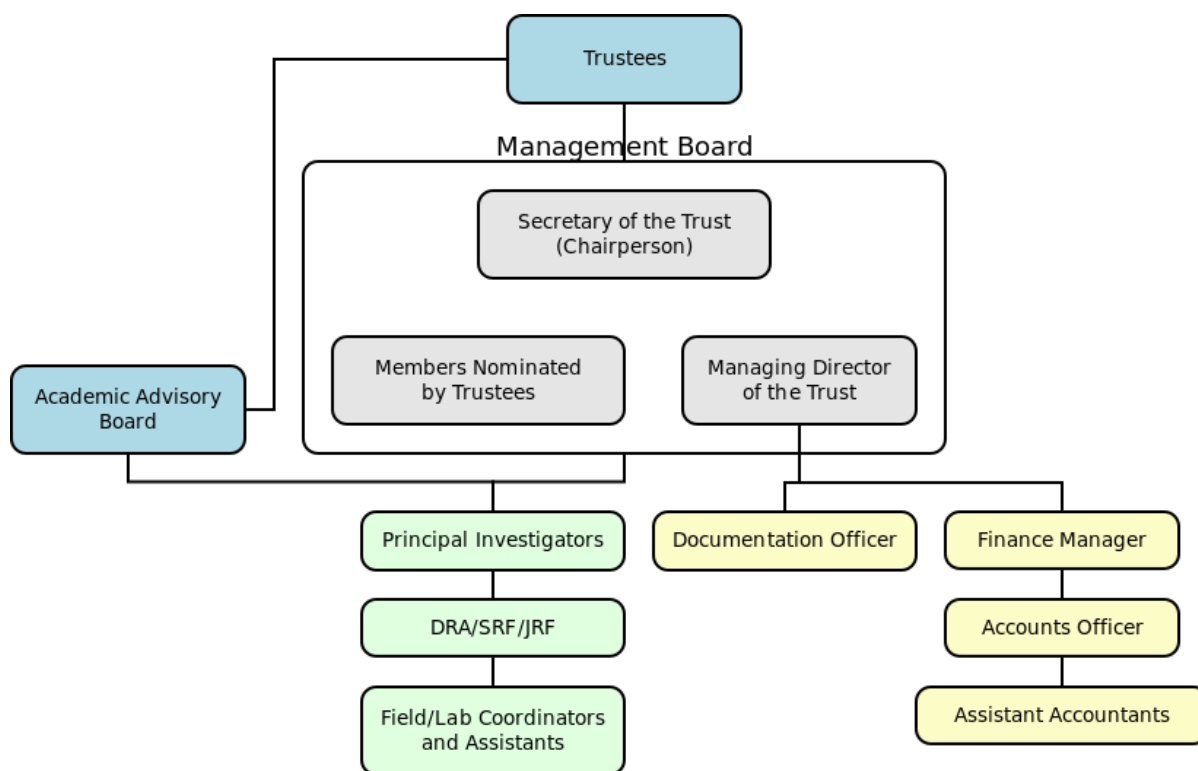 Trustees
Management Board
Secretary of the Trust
(Chairperson)
Members Nominated
by Trustees
Managing Director
of the Trust
Academic Advisory
Board
Principal Investigators
Documentation Officer
Finance Manager
DRA/SRF/JRF
Accounts Officer
Field/Lab Coordinators
and Assistants
Assistant Accountants